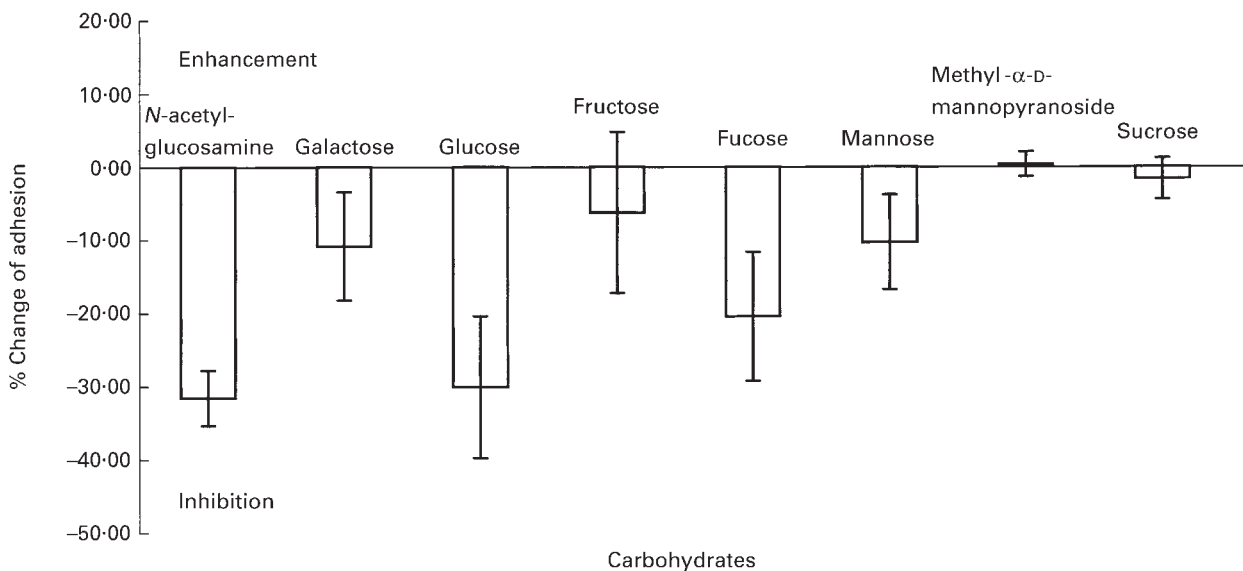 20·00
Enhancement
10·00
Methyl -α-D-
mannopyranoside
N-acetyl-
glucosamine
Galactose
Glucose
Fructose
Fucose
Mannose
Sucrose
0·00
–10·00
–20·00
–30·00
–40·00
Inhibition
–50·00
% Change of adhesion
Carbohydrates